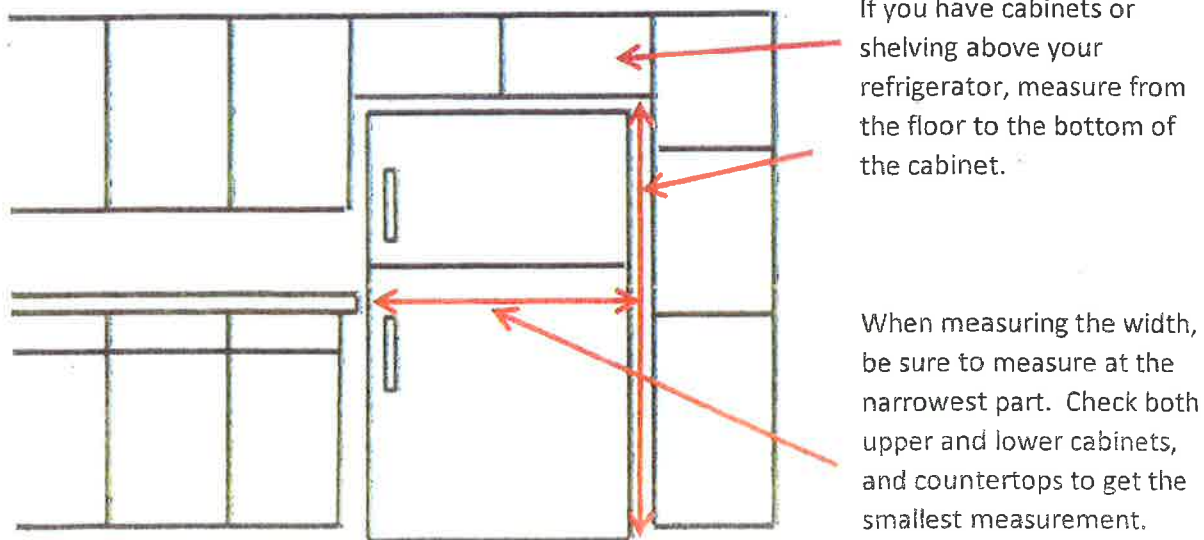 If you have cabinets or
shelving above your
refrigerator, measure from
the floor to the bottom of
the cabinet.
When measuring the width,
be sure to measure at the
narrowest part.  Check both
upper and lower cabinets,
and countertops to get the
smallest measurement.